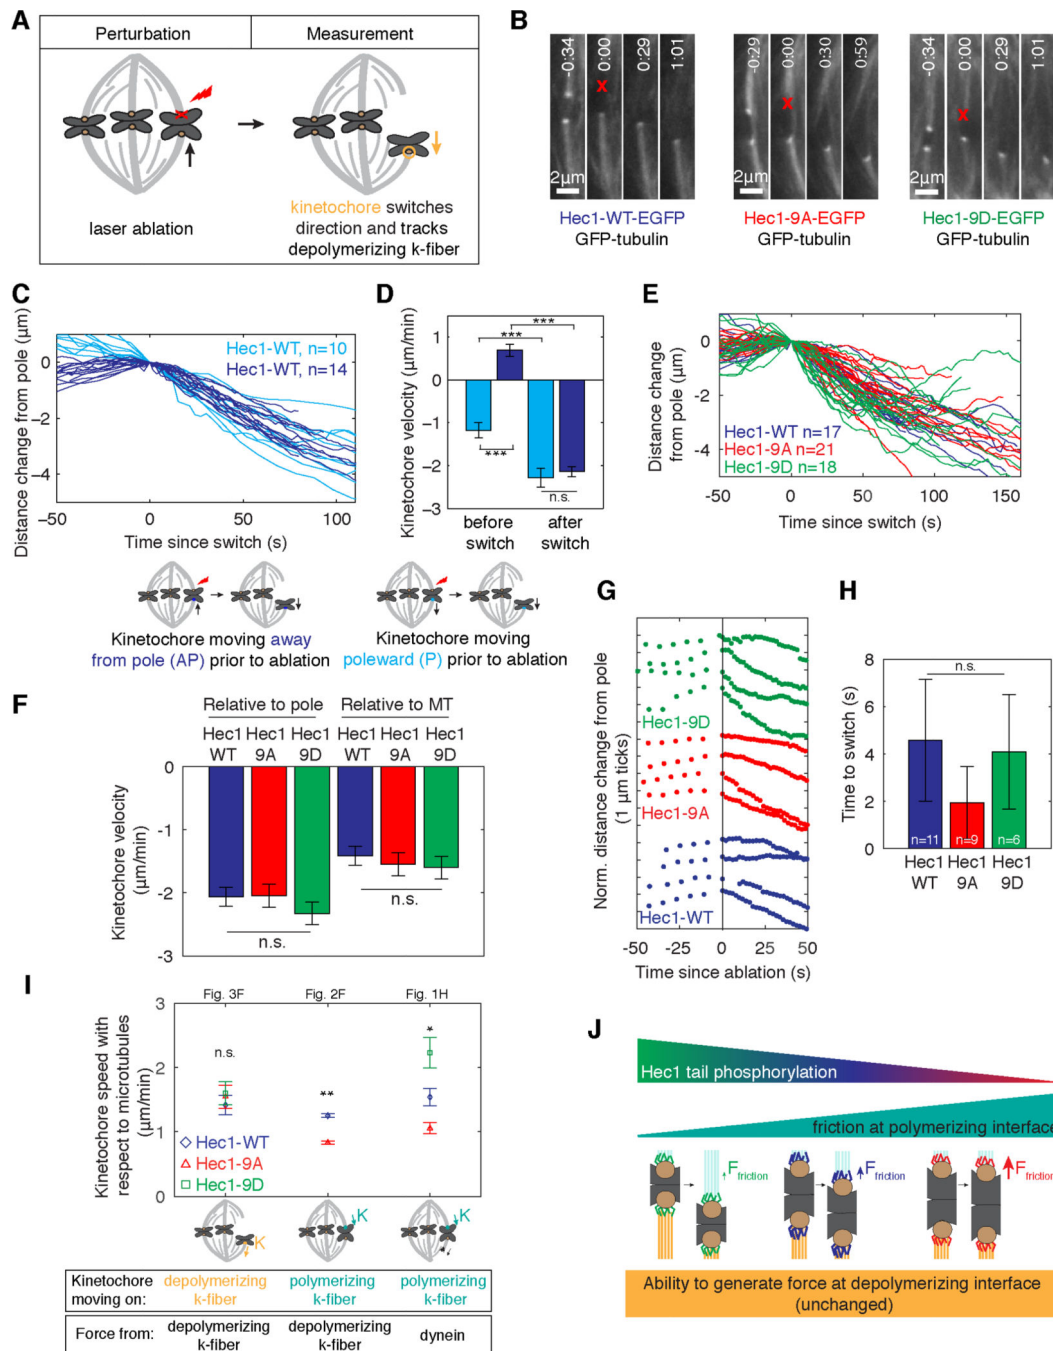 A
Perturbation
Measurement
laser ablation
kinetochore switches
direction and tracks
depolymerizing k-fiber
B
-0:34
0:00
0:29
1:01
2μm
Hec1-WT-EGFP
GFP-tubulin
-0:29
0:00
0:30
0:59
2μm
Hec1-9A-EGFP
GFP-tubulin
-0:34
0:00
0:30
1:01
2μm
Hec1-9D-EGFP
GFP-tubulin
C
Distance change from pole (μm)
0
−2
−4
Hec1-WT, n=10
Hec1-WT, n=14
−50
0
50
100
Time since switch (s)
Kinetochore moving away
from pole (AP) prior to ablation
D
Kinetochore velocity (μm/min)
1
0
−1
−2
−3
***
***
***
n.s.
before
switch
after
switch
Kinetochore moving
poleward (P) prior to ablation
E
Distance change
from pole (μm)
0
-2
-4
Hec1-WT n=17
Hec1-9A n=21
Hec1-9D n=18
-50
0
50
100
150
Time since switch (s)
F
Relative to pole
Relative to MT
Hec1
WT
Hec1
9A
Hec1
9D
Hec1
WT
Hec1
9A
Hec1
9D
Kinetochore velocity
(μm/min)
0
-1
-2
-3
n.s.
n.s.
G
Norm. distance change from pole
(1 μm ticks)
Hec1-9D
Hec1-9A
Hec1-WT
-50
-25
0
25
50
Time since ablation (s)
H
Time to switch (s)
8
6
4
2
0
n.s.
n=11
n=9
n=6
Hec1
WT
Hec1
9A
Hec1
9D
I
Fig. 3F
Fig. 2F
Fig. 1H
Kinetochore speed with
respect to microtubules
(μm/min)
3
2
1
0
n.s.
**
*
Hec1-WT
Hec1-9A
Hec1-9D
K
K
K
Kinetochore
moving on:
depolymerizing
k-fiber
polymerizing
k-fiber
polymerizing
k-fiber
Force from:
depolymerizing
k-fiber
depolymerizing
k-fiber
dynein
J
Hec1 tail phosphorylation
friction at polymerizing interface
Ffriction
Ffriction
Ffriction
Ability to generate force at depolymerizing interface
(unchanged)